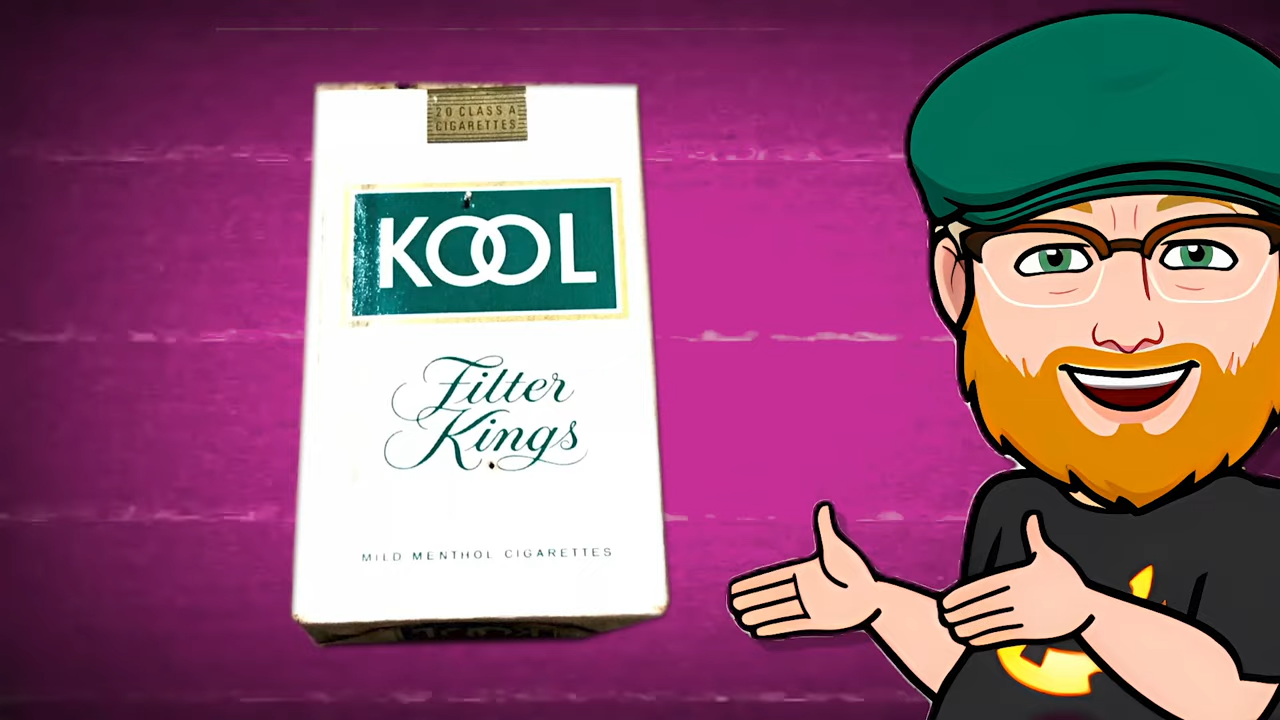 20 CLASS A
CIGARETTES
KOOL
Filter
Kings
MILD MENTHOL CIGARETTES